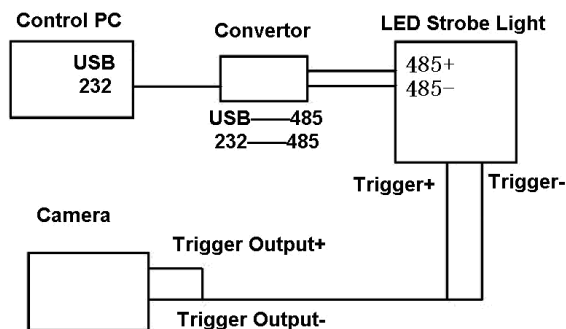 Control PC
USB
232
Convertor
USB——485
232——485
LED Strobe Light
485+
485-
Trigger+
Trigger-
Camera
Trigger Output+
Trigger Output-